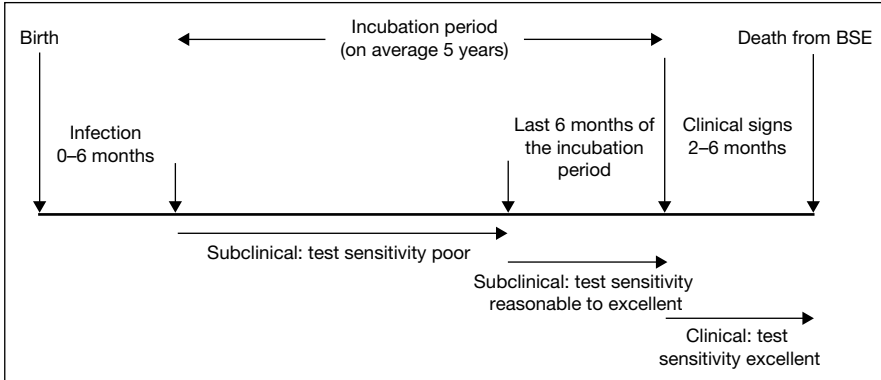 Birth
Incubation period
(on average 5 years)
Death from BSE
Infection
0–6 months
Last 6 months of
the incubation
period
Clinical signs
2–6 months
Subclinical: test sensitivity poor
Subclinical: test sensitivity
reasonable to excellent
Clinical: test
sensitivity excellent